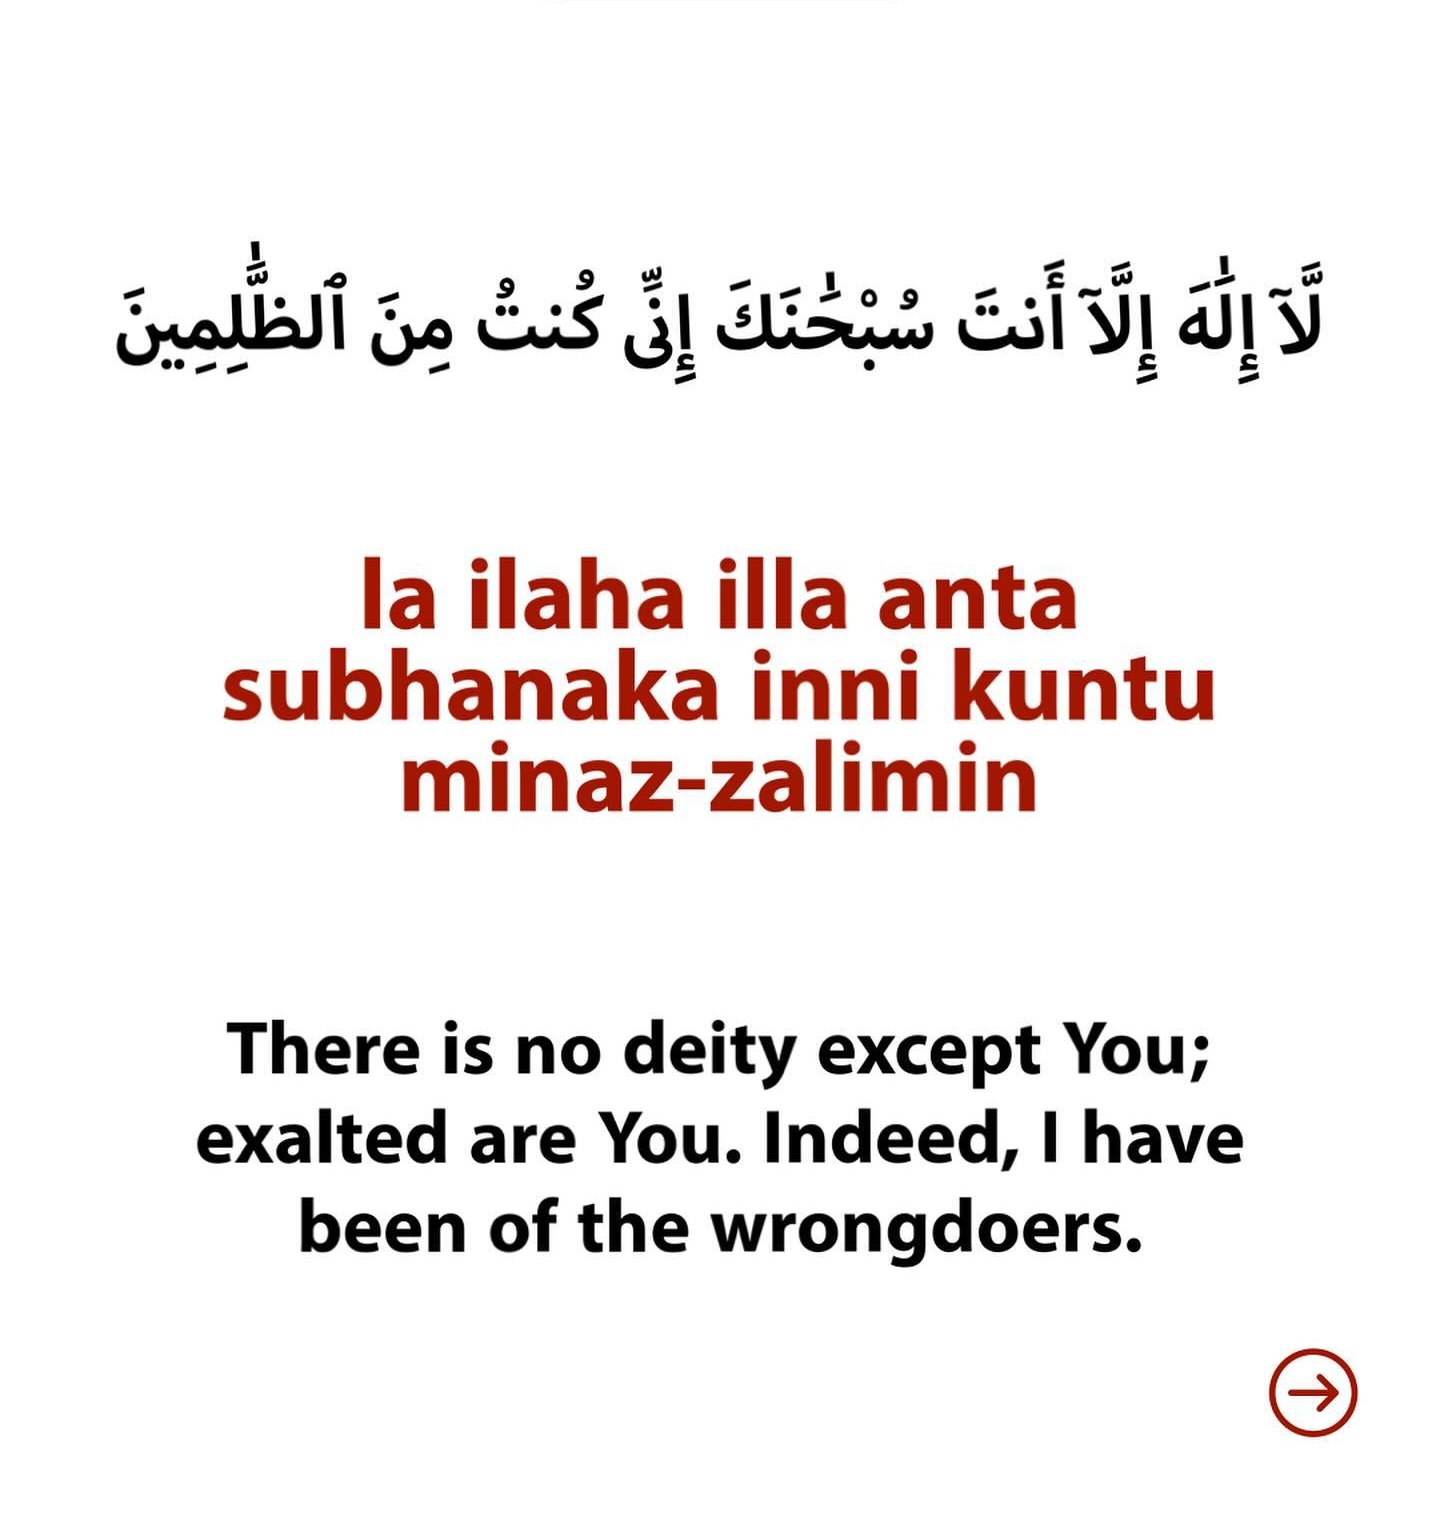 لَّآ إِلَٰهَ إِلَّآ أَنتَ سُبْحَٰنَكَ إِنِّى كُنتُ مِنَ ٱلظَّٰلِمِينَ
la ilaha illa anta
subhanaka inni kuntu
minaz-zalimin
There is no deity except You;
exalted are You. Indeed, I have
been of the wrongdoers.